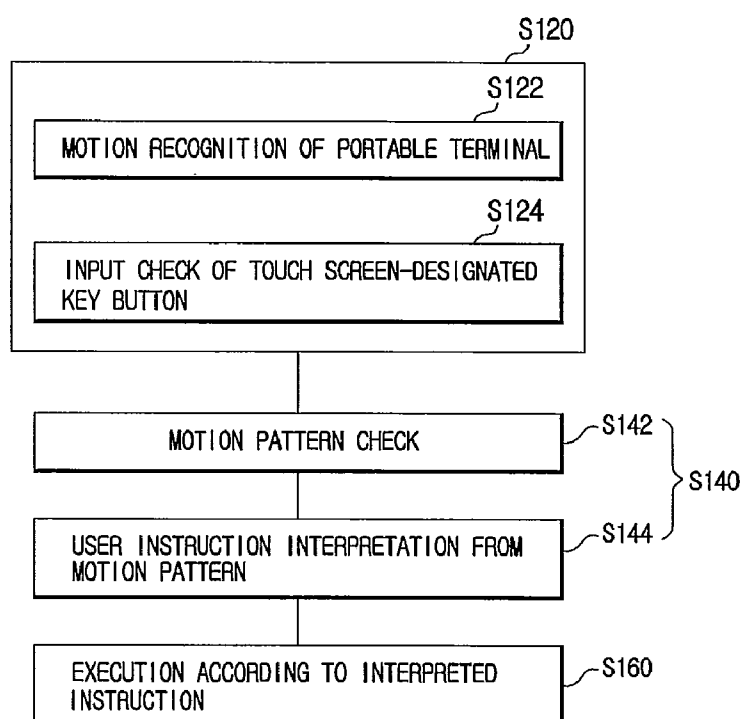 S120
S122
MOTION RECOGNITION OF PORTABLE TERMINAL
S124
INPUT CHECK OF TOUCH SCREEN-DESIGNATED
KEY BUTTON
MOTION PATTERN CHECK
S142
S140
USER INSTRUCTION INTERPRETATION FROM
MOTION PATTERN
S144
EXECUTION ACCORDING TO INTERPRETED
INSTRUCTION
S160